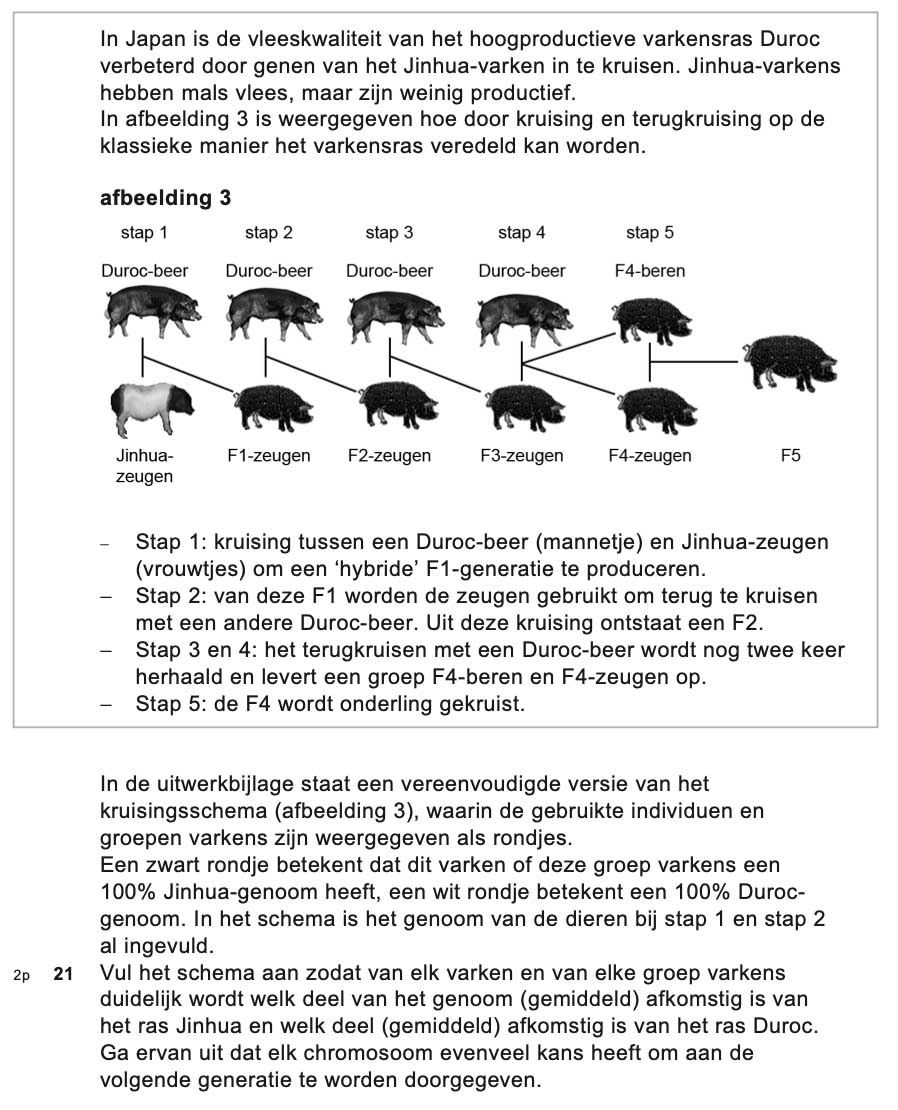 In Japan is de vleeskwaliteit van het hoogproductieve varkensras Duroc
verbeterd door genen van het Jinhua-varken in te kruisen. Jinhua-varkens
hebben mals vlees, maar zijn weinig productief.
In afbeelding 3 is weergegeven hoe door kruising en terugkruising op de
klassieke manier het varkensras veredeld kan worden.
afbeelding 3
stap 1 stap 2 stap 3 stap 4 stap 5
Duroc-beer Duroc-beer Duroc-beer Duroc-beer F4-beren
Jinhua- F1-zeugen F2-zeugen F3-zeugen F4-zeugen F5
zeugen
– Stap 1: kruising tussen een Duroc-beer (mannetje) en Jinhua-zeugen
(vrouwtjes) om een ‘hybride’ F1-generatie te produceren.
– Stap 2: van deze F1 worden de zeugen gebruikt om terug te kruisen
met een andere Duroc-beer. Uit deze kruising ontstaat een F2.
– Stap 3 en 4: het terugkruisen met een Duroc-beer wordt nog twee keer
herhaald en levert een groep F4-beren en F4-zeugen op.
– Stap 5: de F4 wordt onderling gekruist.
In de uitwerkbijlage staat een vereenvoudigde versie van het
kruisingsschema (afbeelding 3), waarin de gebruikte individuen en
groepen varkens zijn weergegeven als rondjes.
Een zwart rondje betekent dat dit varken of deze groep varkens een
100% Jinhua-genoom heeft, een wit rondje betekent een 100% Duroc-
genoom. In het schema is het genoom van de dieren bij stap 1 en stap 2
al ingevuld.
2p 21 Vul het schema aan zodat van elk varken en van elke groep varkens
duidelijk wordt welk deel van het genoom (gemiddeld) afkomstig is van
het ras Jinhua en welk deel (gemiddeld) afkomstig is van het ras Duroc.
Ga ervan uit dat elk chromosoom evenveel kans heeft om aan de
volgende generatie te worden doorgegeven.